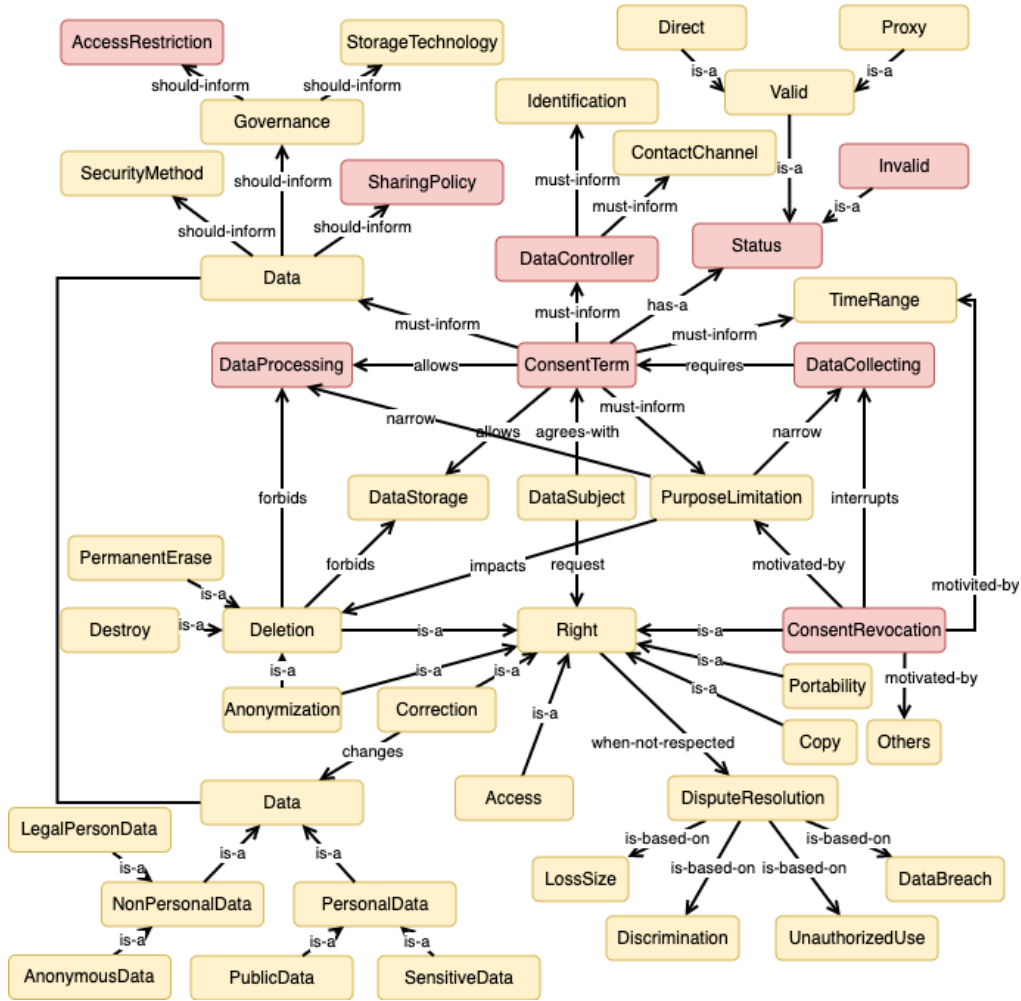 Direct
Proxy
AccessRestriction
StorageTechnology
is-a
is-a
should-inform
should-inform
Identification
Valid
Governance
ContactChannel
SecurityMethod
SharingPolicy
Invalid
should-inform
must-inform
is-a
must-inform
is-a
should-inform
should-inform
DataController
Status
Data
TimeRange
has-a
must-inform
must-inform
must-inform
DataProcessing
allows
ConsentTerm
requires
DataCollecting
narrow
must-inform
allows
agrees-with
narrow
forbids
DataStorage
DataSubject
PurposeLimitation
interrupts
PermanentErase
forbids
impacts
request
motivated-by
motivited-by
is-a
Destroy
is-a
Deletion
is-a
Right
is-a
ConsentRevocation
is-a
is-a
is-a
is-a
motivated-by
Anonymization
Correction
is-a
is-a
Portability
changes
when-not-respected
Copy
Others
Data
Access
DisputeResolution
LegalPersonData
is-based-on
is-based-on
is-a
is-a
is-a
is-based-on
is-based-on
LossSize
DataBreach
NonPersonalData
PersonalData
is-a
is-a
is-a
Discrimination
UnauthorizedUse
AnonymousData
PublicData
SensitiveData